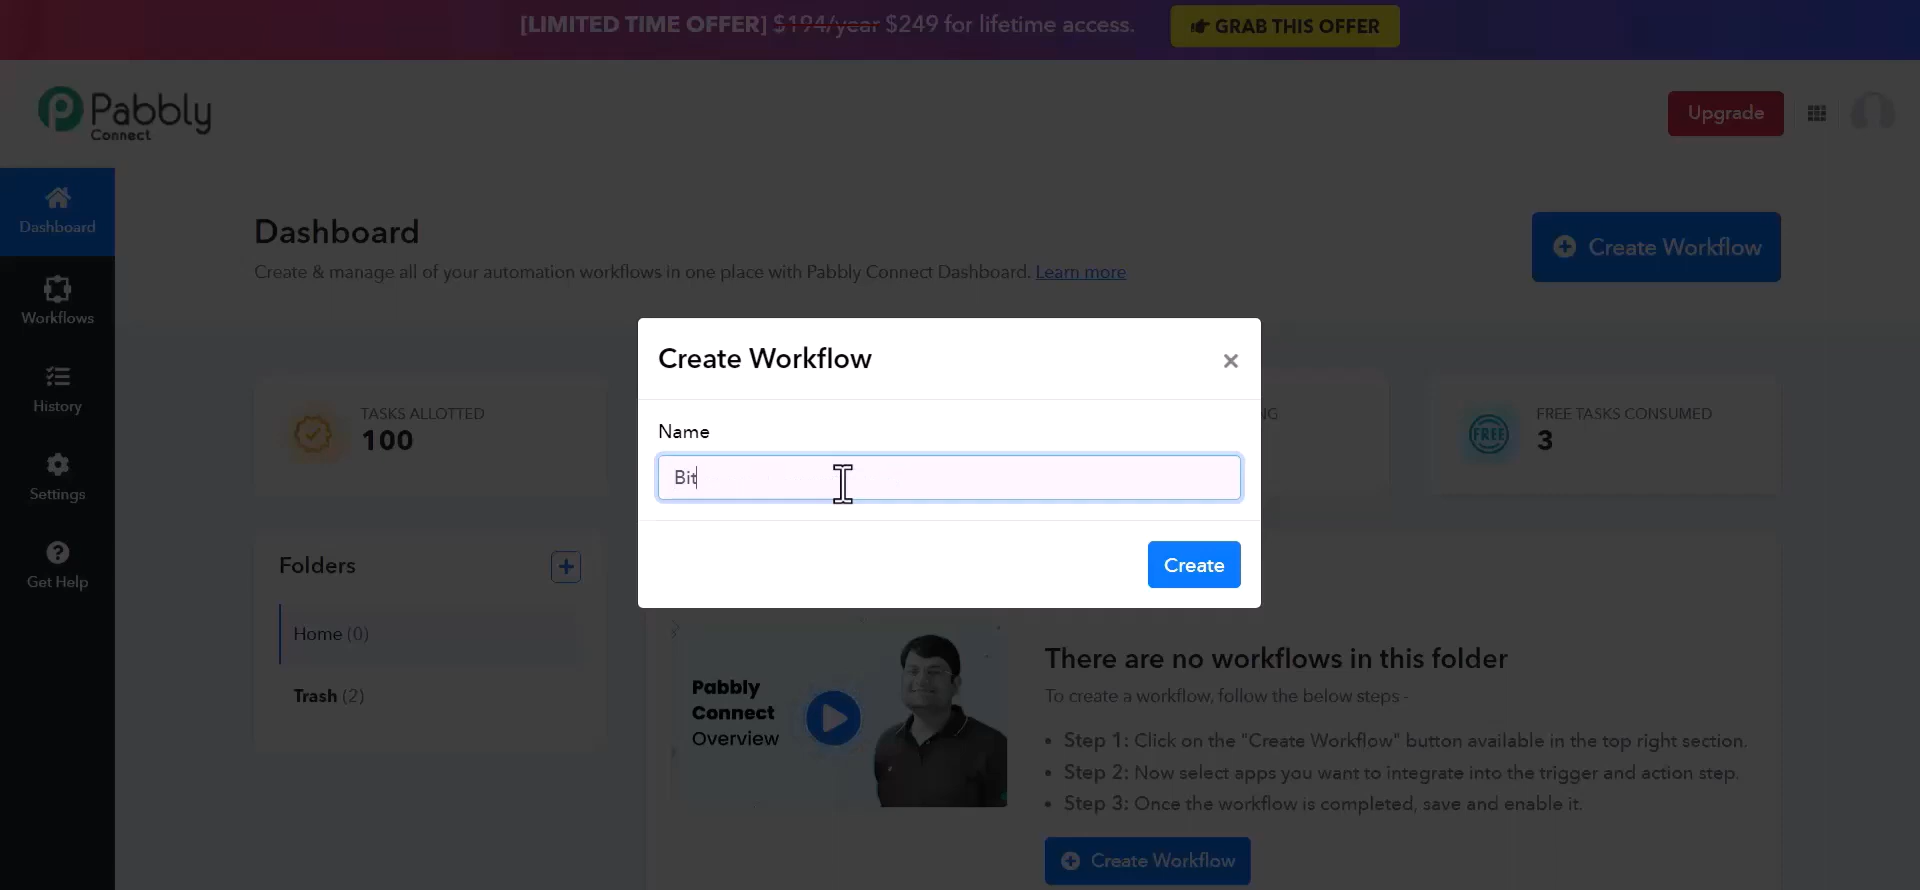 [LIMITED TIME OFFER] $194/year $249 for lifetime access.
GRAB THIS OFFER
Pabbly
Connect
Upgrade
Dashboard
Workflows
History
Settings
Get Help
Dashboard
Create & manage all of your automation workflows in one place with Pabbly Connect Dashboard. Learn more
Create Workflow
TASKS ALLOTTED
100
FREE
FREE TASKS CONSUMED
3
Create Workflow
×
Name
Bit
Create
Folders
Home (0)
Trash (2)
Pabbly
Connect
Overview
There are no workflows in this folder
To create a workflow, follow the below steps -
• Step 1: Click on the "Create Workflow" button available in the top right section.
• Step 2: Now select apps you want to integrate into the trigger and action step.
• Step 3: Once the workflow is completed, save and enable it.
Create Workflow